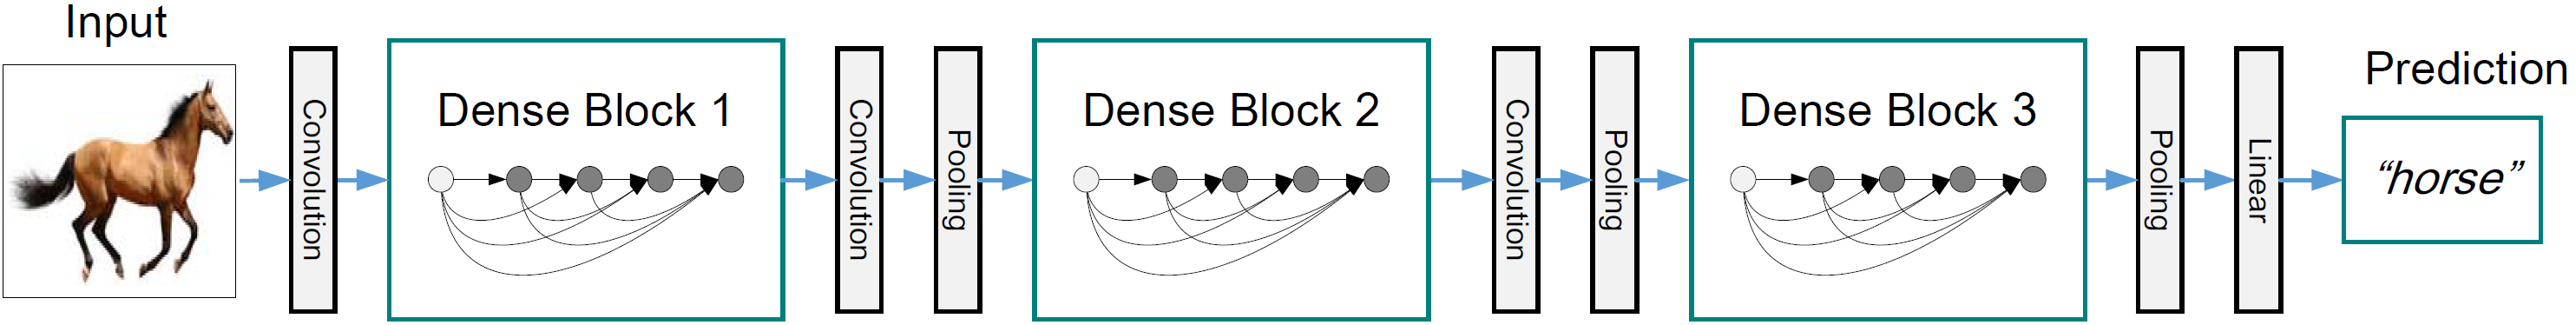 Input
Convolution
Dense Block 1
Convolution
Pooling
Dense Block 2
Convolution
Pooling
Dense Block 3
Pooling
Linear
Prediction
“horse”